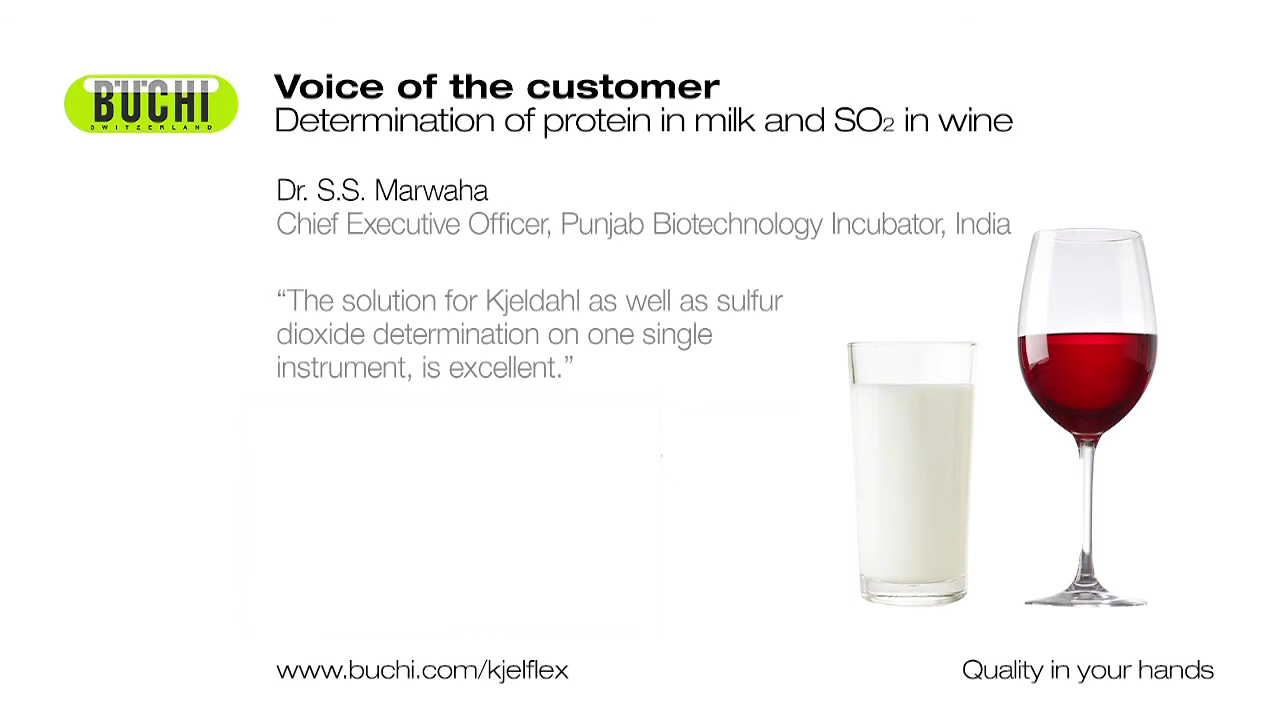 BÜCHI
SWITZERLAND
Voice of the customer
Determination of protein in milk and SO₂ in wine
Dr. S.S. Marwaha
Chief Executive Officer, Punjab Biotechnology Incubator, India
“The solution for Kjeldahl as well as sulfur
dioxide determination on one single
instrument, is excellent.”
www.buchi.com/kjelflex
Quality in your hands